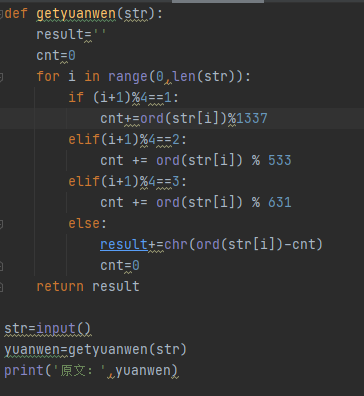 def getyuanwen(str):
    result=''
    cnt=0
    for i in range(0,len(str)):
        if (i+1)%4==1:
            cnt+=ord(str[i])%1337
        elif(i+1)%4==2:
            cnt += ord(str[i]) % 533
        elif(i+1)%4==3:
            cnt += ord(str[i]) % 631
        else:
            result+=chr(ord(str[i])-cnt)
            cnt=0
    return result
str=input()
yuanwen=getyuanwen(str)
print('原文：',yuanwen)